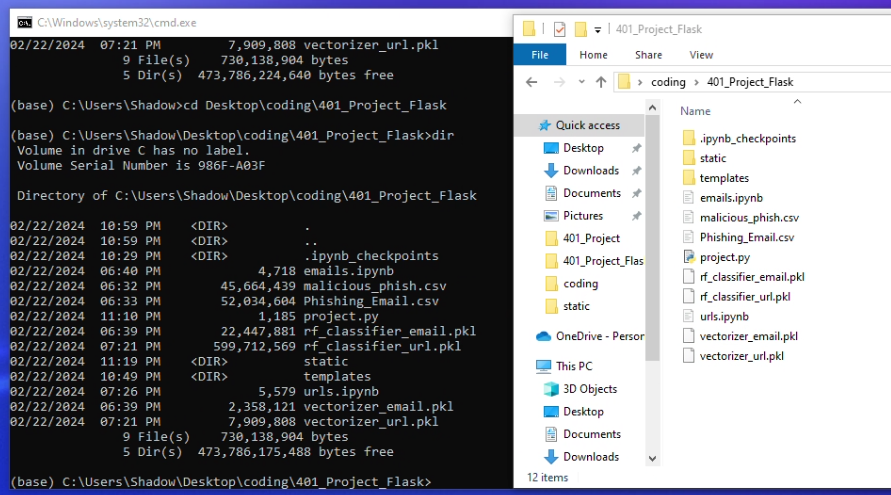 C:\Windows\system32\cmd.exe
02/22/2024 07:21 PM 7,909,808 vectorizer_url.pkl
9 File(s) 730,138,904 bytes
5 Dir(s) 473,786,224,640 bytes free
(base) C:\Users\Shadow>cd Desktop\coding\401_Project_Flask
(base) C:\Users\Shadow\Desktop\coding\401_Project_Flask>dir
Volume in drive C has no label.
Volume Serial Number is 986F-A03F
Directory of C:\Users\Shadow\Desktop\coding\401_Project_Flask
02/22/2024 10:59 PM <DIR> .
02/22/2024 10:59 PM <DIR> ..
02/22/2024 10:29 PM <DIR> .ipynb_checkpoints
02/22/2024 06:40 PM 4,718 emails.ipynb
02/22/2024 06:32 PM 45,664,439 malicious_phish.csv
02/22/2024 06:33 PM 52,034,604 Phishing_Email.csv
02/22/2024 11:10 PM 1,185 project.py
02/22/2024 06:39 PM 22,447,881 rf_classifier_email.pkl
02/22/2024 07:21 PM 599,712,569 rf_classifier_url.pkl
02/22/2024 11:19 PM <DIR> static
02/22/2024 10:49 PM <DIR> templates
02/22/2024 07:26 PM 5,579 urls.ipynb
02/22/2024 06:39 PM 2,358,121 vectorizer_email.pkl
02/22/2024 07:21 PM 7,909,808 vectorizer_url.pkl
9 File(s) 730,138,904 bytes
5 Dir(s) 473,786,175,488 bytes free
(base) C:\Users\Shadow\Desktop\coding\401_Project_Flask>
401_Project_Flask
File Home Share View
coding > 401_Project_Flask
Quick access
Desktop
Downloads
Documents
Pictures
401_Project
401_Project_Flas
coding
static
OneDrive - Person
This PC
3D Objects
Desktop
Documents
Downloads
Name
.ipynb_checkpoints
static
templates
emails.ipynb
malicious_phish.csv
Phishing_Email.csv
project.py
rf_classifier_email.pkl
rf_classifier_url.pkl
urls.ipynb
vectorizer_email.pkl
vectorizer_url.pkl
12 items